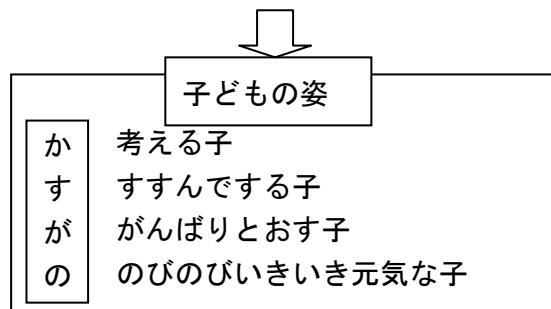 子どもの姿
か 考える子
す すすんでする子
が がんばりとおす子
の のびのびいきいき元気な子